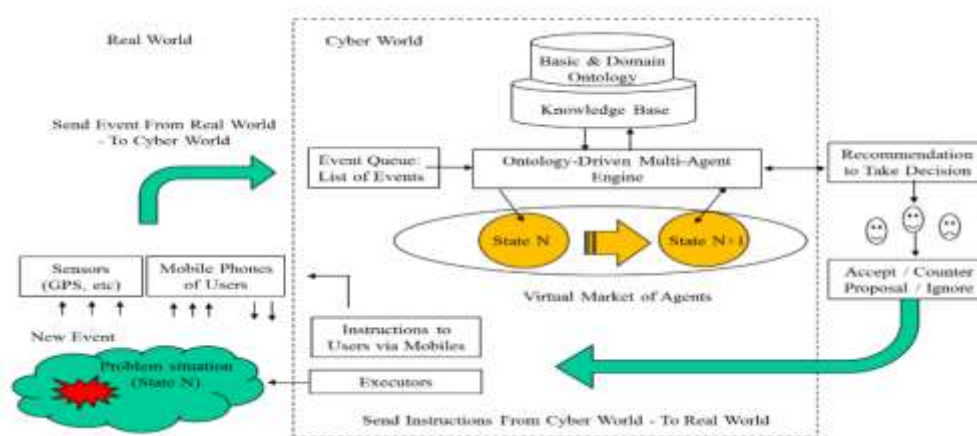 Real World
Cyber World
Basic & Domain
Ontology
Knowledge Base
Send Event From Real World
- To Cyber World
Event Queue:
List of Events
Ontology-Driven Multi-Agent
Engine
Recommendation
to Take Decision
State N
State N+1
Sensors
(GPS, etc)
Mobile Phones
of Users
Virtual Market of Agents
Accept / Counter
Proposal / Ignore
New Event
Instructions to
Users via Mobiles
Problem situation
(State N)
Executors
Send Instructions From Cyber World - To Real World